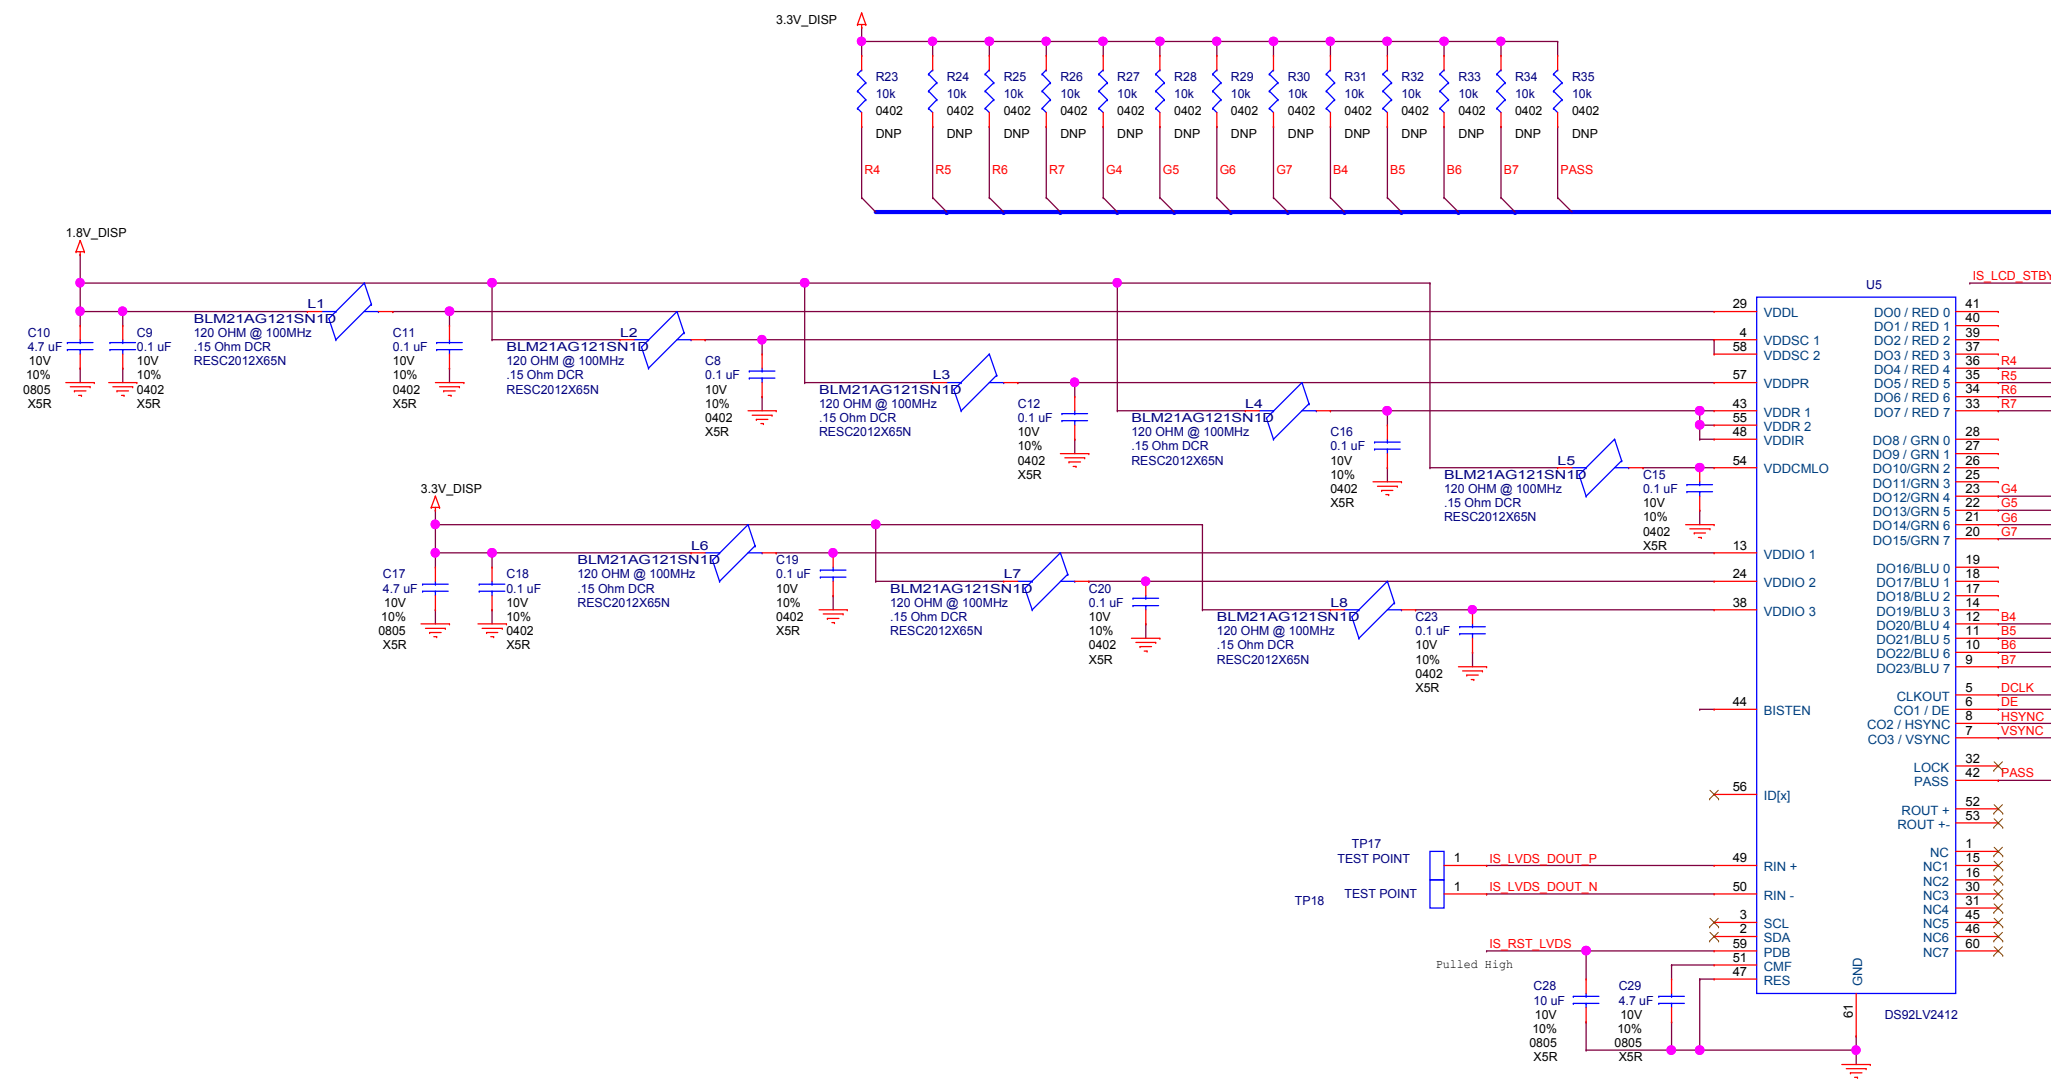 3.3V_DISP
R23
10k
0402
DNP
R24
10k
0402
DNP
R25
10k
0402
DNP
R26
10k
0402
DNP
R27
10k
0402
DNP
R28
10k
0402
DNP
R29
10k
0402
DNP
R30
10k
0402
DNP
R31
10k
0402
DNP
R32
10k
0402
DNP
R33
10k
0402
DNP
R34
10k
0402
DNP
R35
10k
0402
DNP
R4
R5
R6
R7
G4
G5
G6
G7
B4
B5
B6
B7
PASS
1.8V_DISP
C10
4.7 uF
10V
10%
0805
X5R
C9
0.1 uF
10V
10%
0402
X5R
L1
BLM21AG121SN1D
120 OHM @ 100MHz
.15 Ohm DCR
RESC2012X65N
C11
0.1 uF
10V
10%
0402
X5R
L2
BLM21AG121SN1D
120 OHM @ 100MHz
.15 Ohm DCR
RESC2012X65N
C8
0.1 uF
10V
10%
0402
X5R
L3
BLM21AG121SN1D
120 OHM @ 100MHz
.15 Ohm DCR
RESC2012X65N
C12
0.1 uF
10V
10%
0402
X5R
L4
BLM21AG121SN1D
120 OHM @ 100MHz
.15 Ohm DCR
RESC2012X65N
C16
0.1 uF
10V
10%
0402
X5R
L5
BLM21AG121SN1D
120 OHM @ 100MHz
.15 Ohm DCR
RESC2012X65N
C15
0.1 uF
10V
10%
0402
X5R
3.3V_DISP
C17
4.7 uF
10V
10%
0805
X5R
C18
0.1 uF
10V
10%
0402
X5R
L6
BLM21AG121SN1D
120 OHM @ 100MHz
.15 Ohm DCR
RESC2012X65N
C19
0.1 uF
10V
10%
0402
X5R
L7
BLM21AG121SN1D
120 OHM @ 100MHz
.15 Ohm DCR
RESC2012X65N
C20
0.1 uF
10V
10%
0402
X5R
L8
BLM21AG121SN1D
120 OHM @ 100MHz
.15 Ohm DCR
RESC2012X65N
C23
0.1 uF
10V
10%
0402
X5R
U5
IS_LCD_STBY
29 VDDL
4 VDDSC 1
58 VDDSC 2
57 VDDPR
43 VDDR 1
55 VDDR 2
48 VDDIR
54 VDDCMLO
13 VDDIO 1
24 VDDIO 2
38 VDDIO 3
44 BISTEN
56 ID[x]
TP17
TEST POINT
1 IS_LVDS_DOUT_P 49 RIN +
TP18
TEST POINT
1 IS_LVDS_DOUT_N 50 RIN -
3 SCL
2 SDA
IS_RST_LVDS 59 PDB
Pulled High
51 CMF
47 RES
C28
10 uF
10V
10%
0805
X5R
C29
4.7 uF
10V
10%
0805
X5R
DO0 / RED 0 41
DO1 / RED 1 40
DO2 / RED 2 39
DO3 / RED 3 37
DO4 / RED 4 36 R4
DO5 / RED 5 35 R5
DO6 / RED 6 34 R6
DO7 / RED 7 33 R7
DO8 / GRN 0 28
DO9 / GRN 1 27
DO10/GRN 2 26
DO11/GRN 3 25
DO12/GRN 4 23 G4
DO13/GRN 5 22 G5
DO14/GRN 6 21 G6
DO15/GRN 7 20 G7
DO16/BLU 0 19
DO17/BLU 1 18
DO18/BLU 2 17
DO19/BLU 3 14
DO20/BLU 4 12 B4
DO21/BLU 5 11 B5
DO22/BLU 6 10 B6
DO23/BLU 7 9 B7
CLKOUT 5 DCLK
CO1 / DE 6 DE
CO2 / HSYNC 8 HSYNC
CO3 / VSYNC 7 VSYNC
LOCK 32
PASS 42 PASS
ROUT + 52
ROUT +- 53
NC 1
NC1 15
NC2 16
NC3 30
NC4 31
NC5 45
NC6 46
NC7 60
GND
61
DS92LV2412